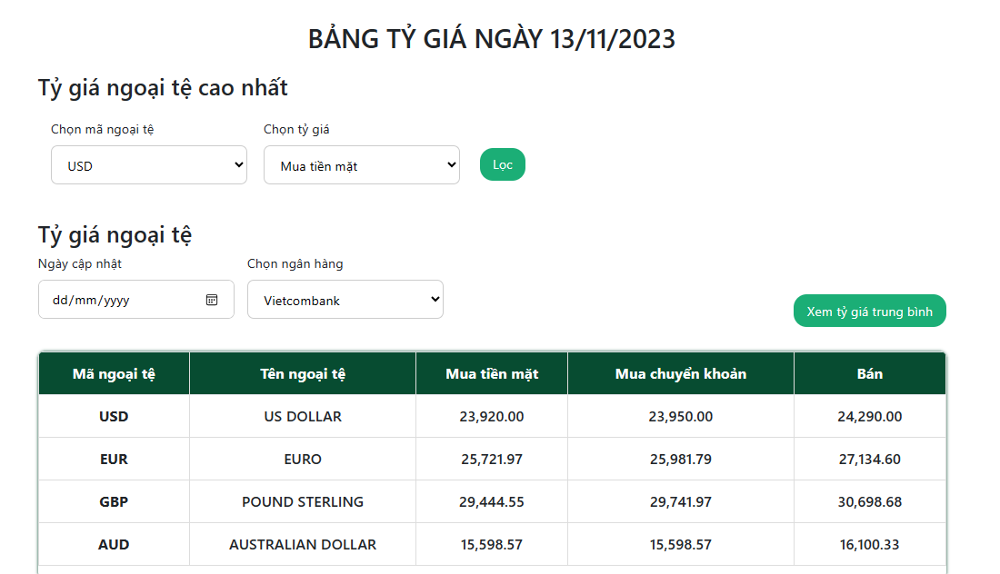 BẢNG TỶ GIÁ NGÀY 13/11/2023
Tỷ giá ngoại tệ cao nhất
Chọn mã ngoại tệ Chọn tỷ giá
USD Mua tiền mặt Lọc
Tỷ giá ngoại tệ
Ngày cập nhật Chọn ngân hàng
dd/mm/yyyy Vietcombank
Xem tỷ giá trung bình
Mã ngoại tệ Tên ngoại tệ Mua tiền mặt Mua chuyển khoản Bán
USD US DOLLAR 23,920.00 23,950.00 24,290.00
EUR EURO 25,721.97 25,981.79 27,134.60
GBP POUND STERLING 29,444.55 29,741.97 30,698.68
AUD AUSTRALIAN DOLLAR 15,598.57 15,598.57 16,100.33